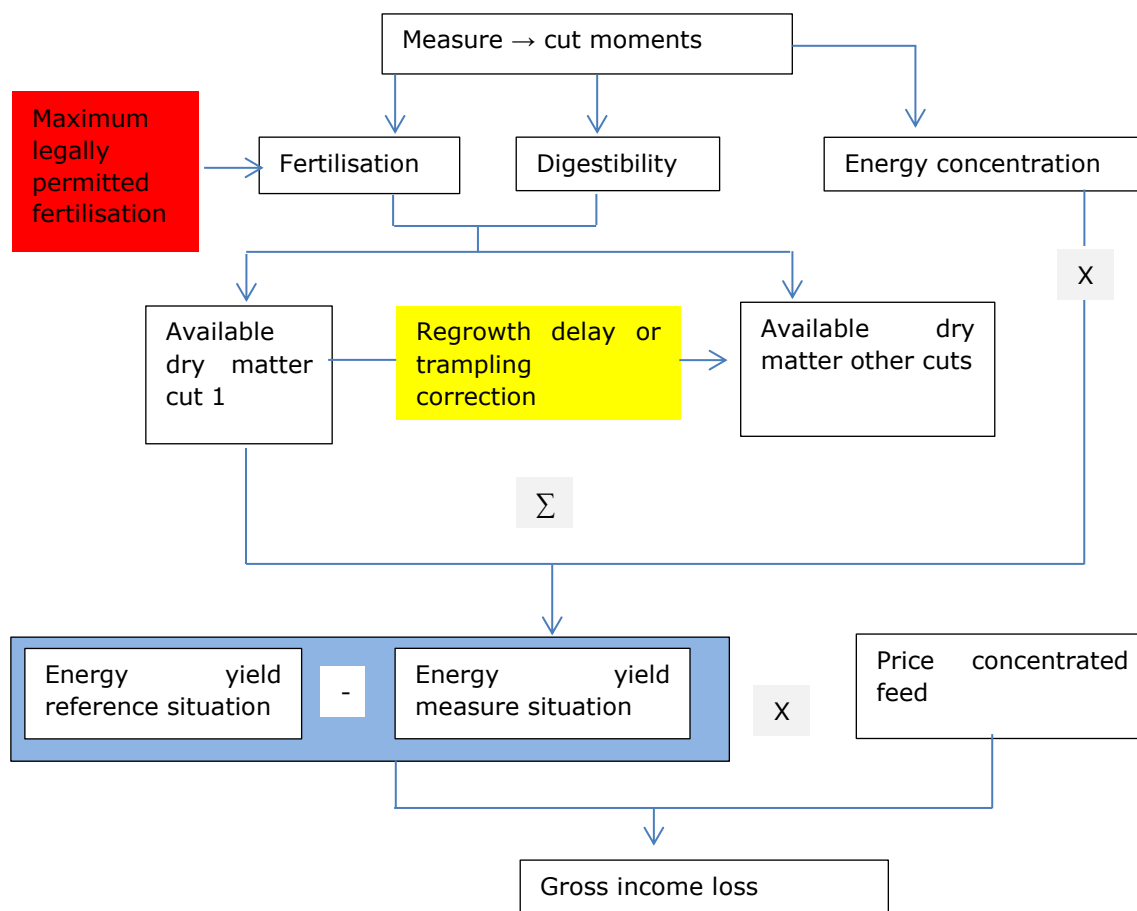 Measure → cut moments
Maximum
legally
permitted
fertilisation
Fertilisation
Digestibility
Energy concentration
X
Available
dry matter
cut 1
Regrowth delay or
trampling
correction
Available dry
matter other cuts
∑
Energy yield
reference situation
-
Energy yield
measure situation
X
Price concentrated
feed
Gross income loss